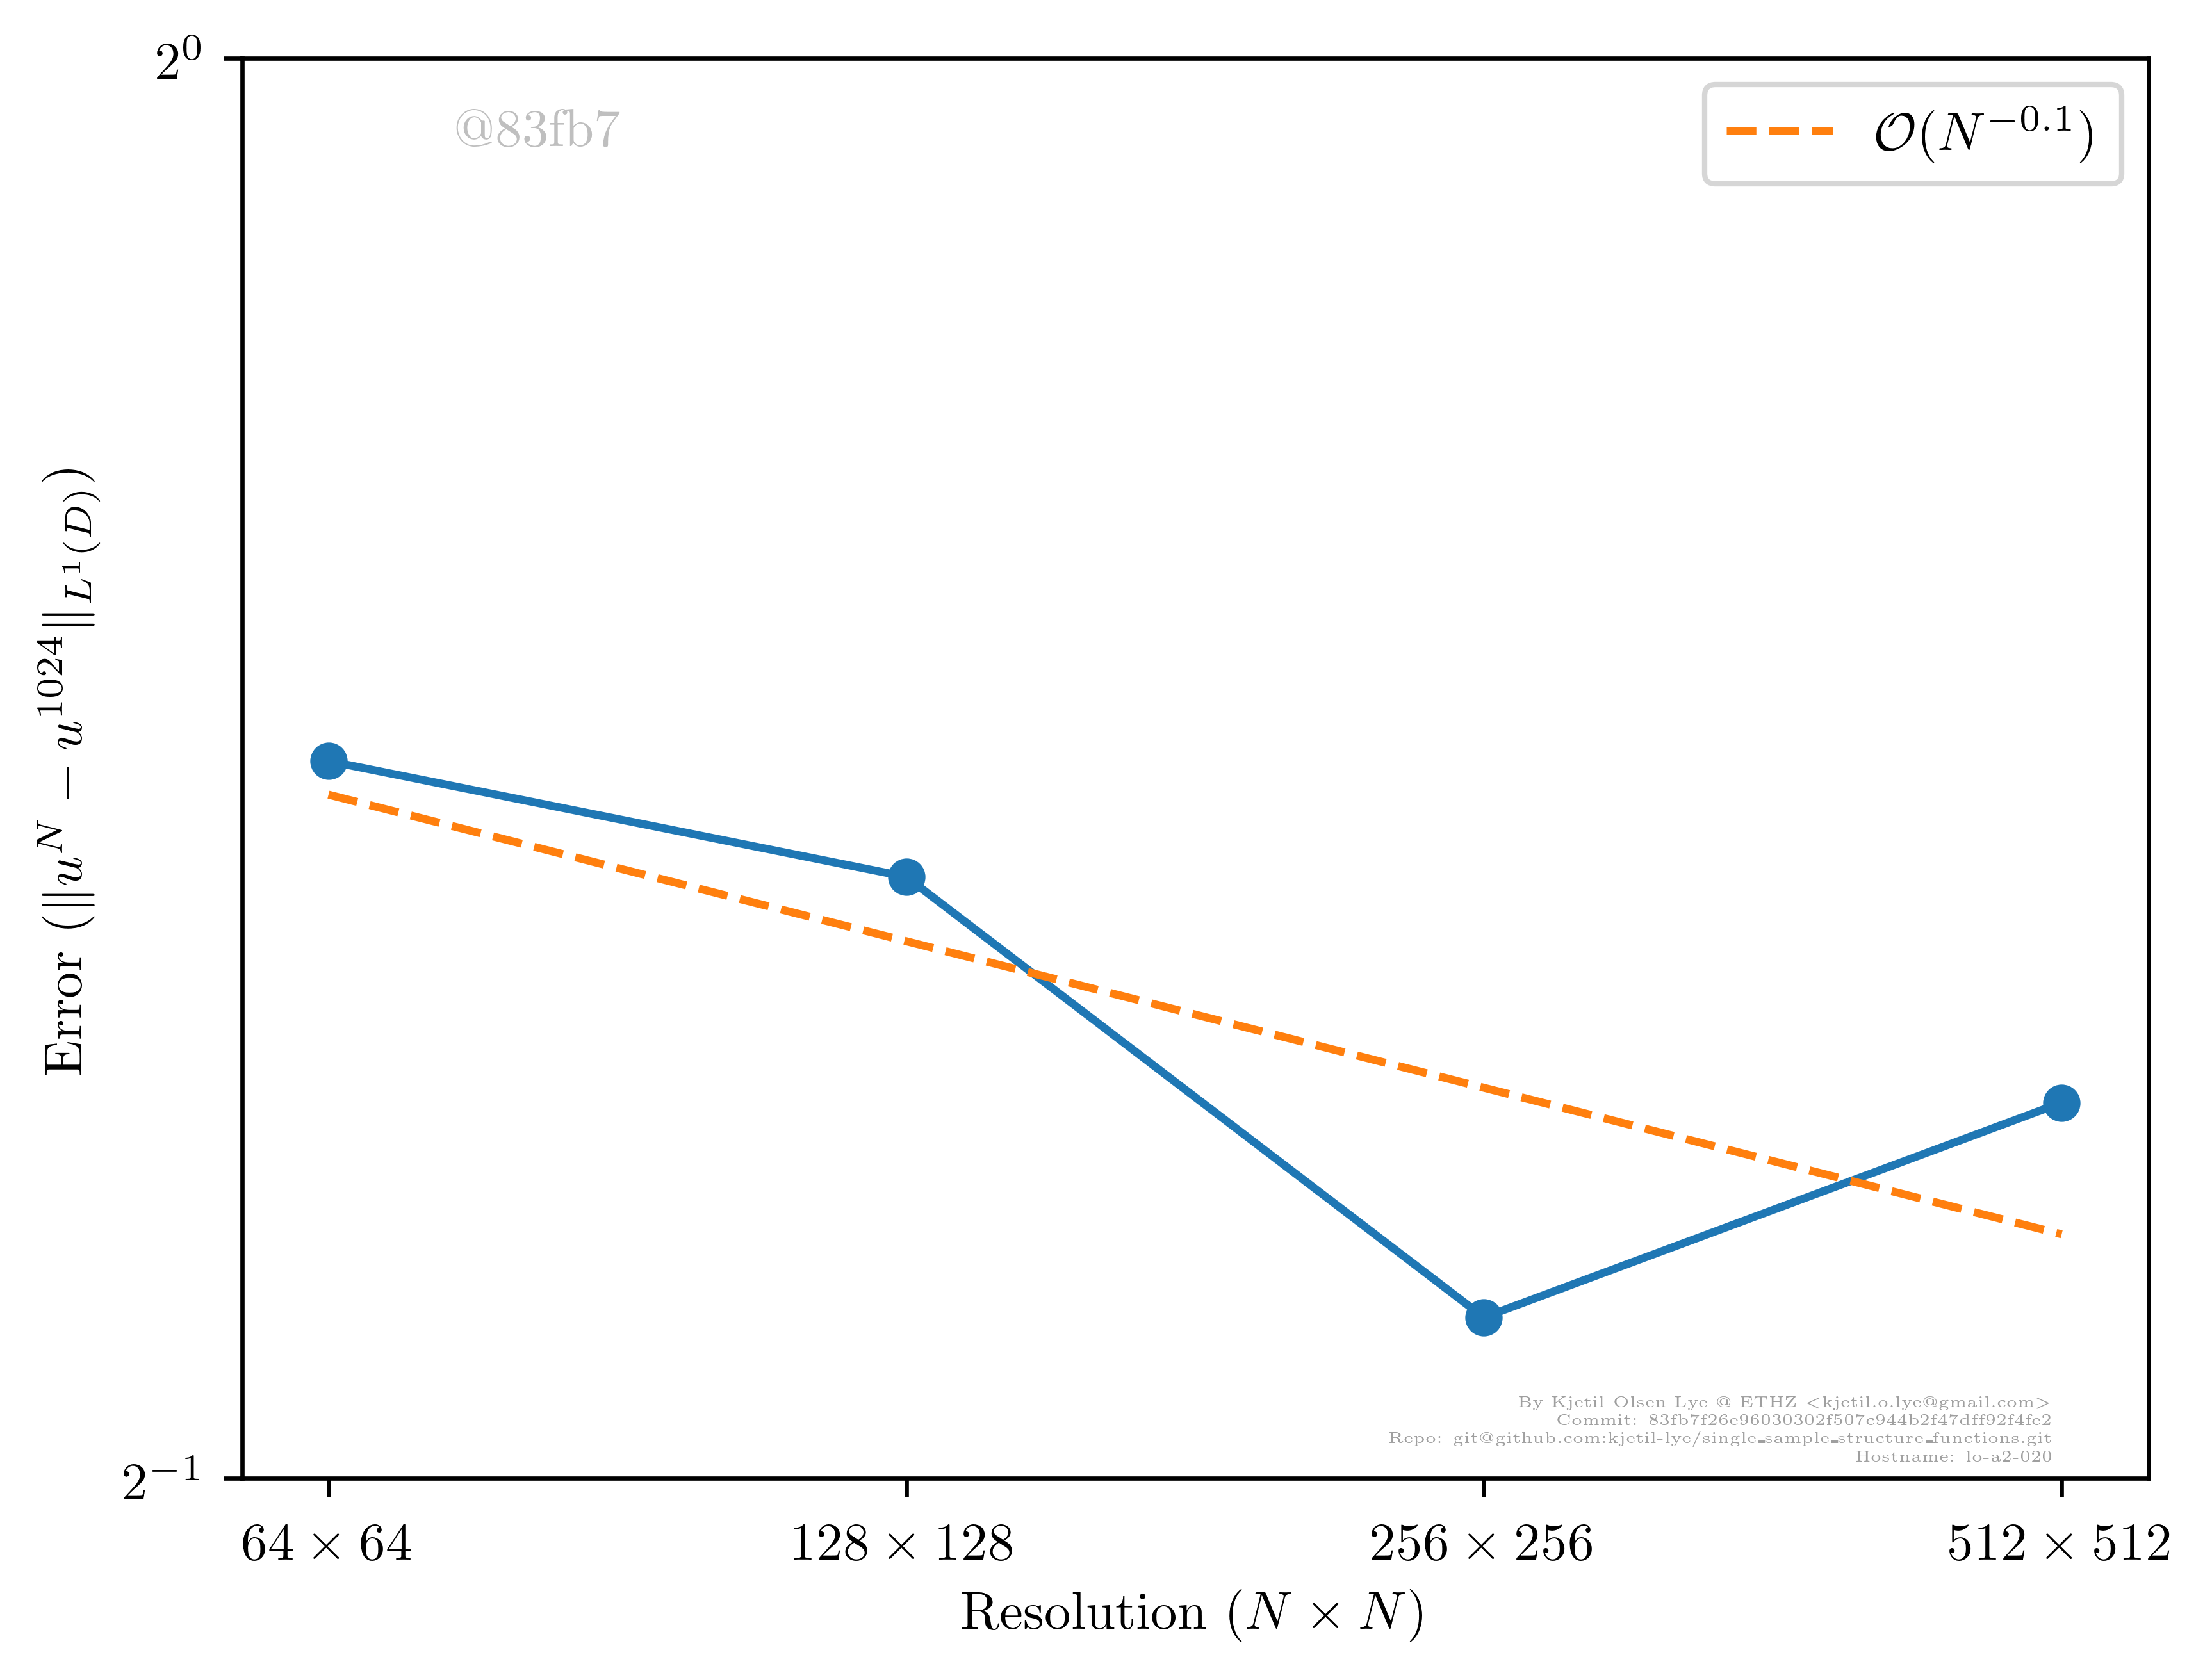 2^0
@83fb7
O(N^{-0.1})
Error (‖u^N − u^{1024}‖_{L^1(D)})
By Kjetil Olsen Lye @ ETHZ <kjetil.o.lye@gmail.com>
Commit: 83fb7f26e96030302f507c944b2f47dff92f4fe2
Repo: git@github.com:kjetil-lye/single_sample_structure_functions.git
Hostname: lo-a2-020
2^{-1}
64 × 64 128 × 128 256 × 256 512 × 512
Resolution (N × N)